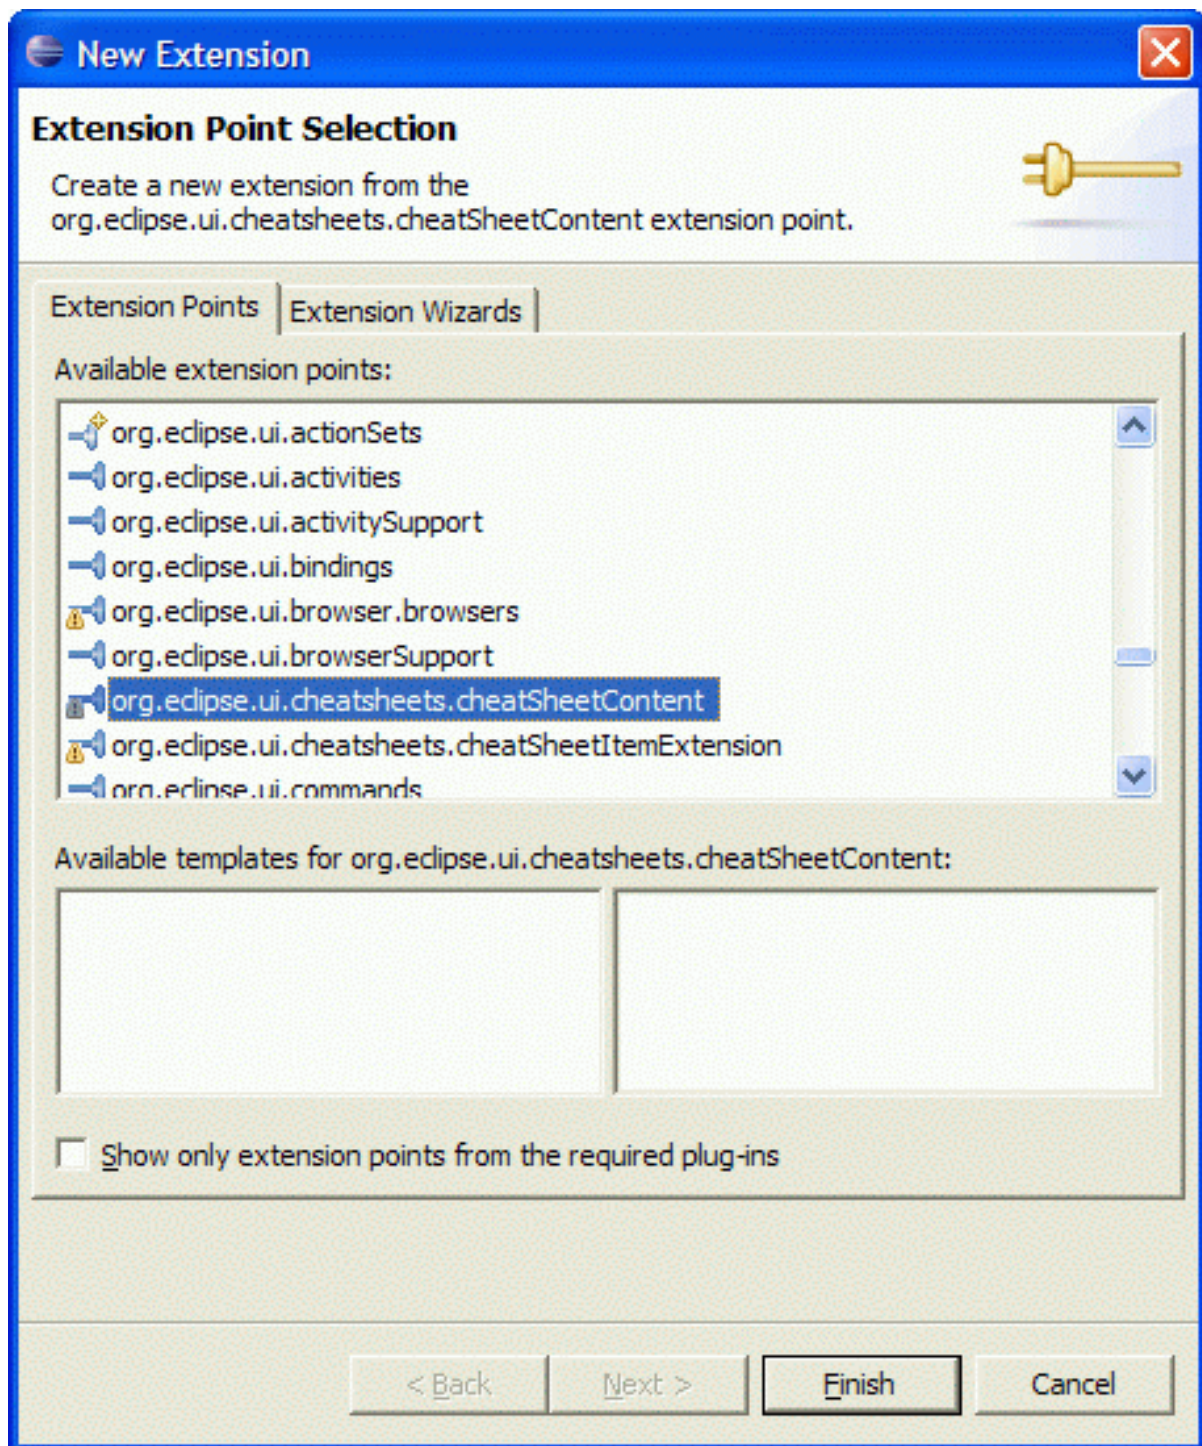 New Extension
Extension Point Selection
Create a new extension from the
org.eclipse.ui.cheatsheets.cheatSheetContent extension point.
Extension Points
Extension Wizards
Available extension points:
org.eclipse.ui.actionSets
org.eclipse.ui.activities
org.eclipse.ui.activitySupport
org.eclipse.ui.bindings
org.eclipse.ui.browser.browsers
org.eclipse.ui.browserSupport
org.eclipse.ui.cheatsheets.cheatSheetContent
org.eclipse.ui.cheatsheets.cheatSheetItemExtension
org.eclipse.ui.commands
Available templates for org.eclipse.ui.cheatsheets.cheatSheetContent:
Show only extension points from the required plug-ins
< Back
Next >
Finish
Cancel